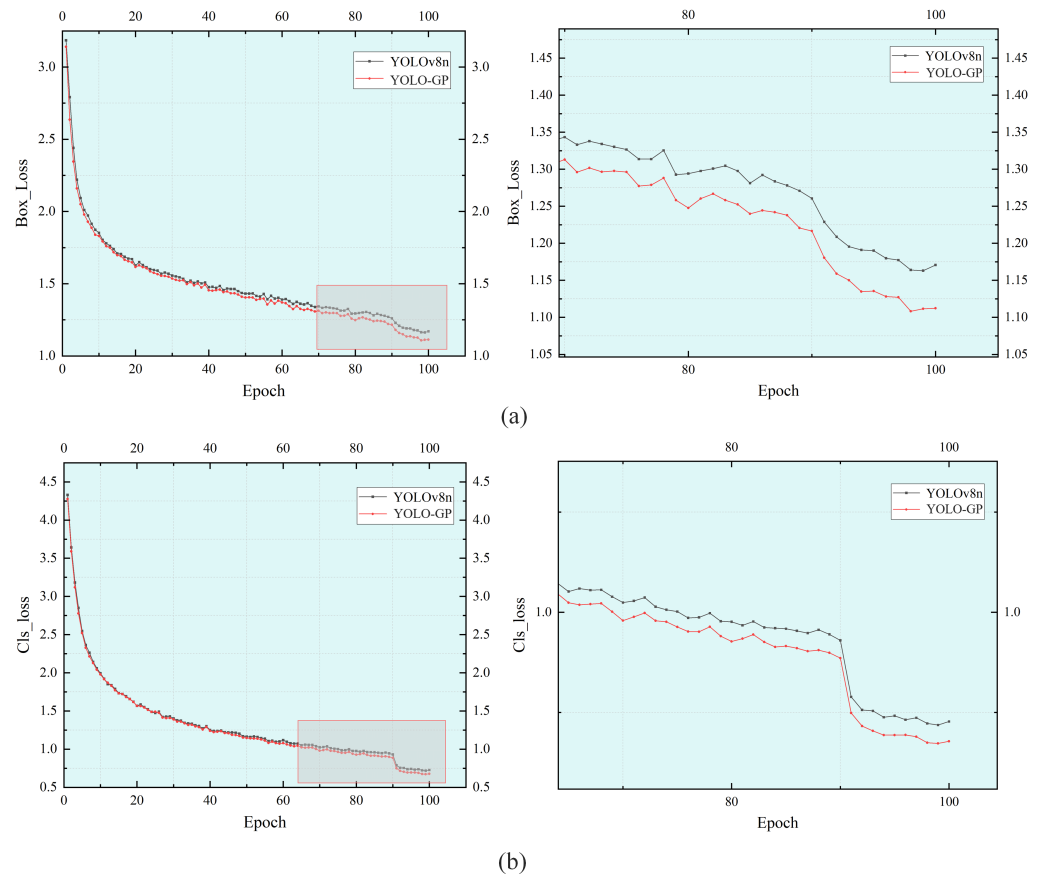 0 20 40 60 80 100
3.0 3.0
2.5 2.5
2.0 2.0
1.5 1.5
1.0 1.0
0 20 40 60 80 100
Box_Loss
Epoch
YOLOv8n
YOLO-GP
80 100
1.45 1.45
1.40 1.40
1.35 1.35
1.30 1.30
1.25 1.25
1.20 1.20
1.15 1.15
1.10 1.10
1.05 1.05
80 100
Box_Loss
Epoch
YOLOv8n
YOLO-GP
(a)
0 20 40 60 80 100
4.5 4.5
4.0 4.0
3.5 3.5
3.0 3.0
2.5 2.5
2.0 2.0
1.5 1.5
1.0 1.0
0.5 0.5
0 20 40 60 80 100
Cls_loss
Epoch
YOLOv8n
YOLO-GP
80 100
1.0 1.0
80 100
Cls_loss
Epoch
YOLOv8n
YOLO-GP
(b)